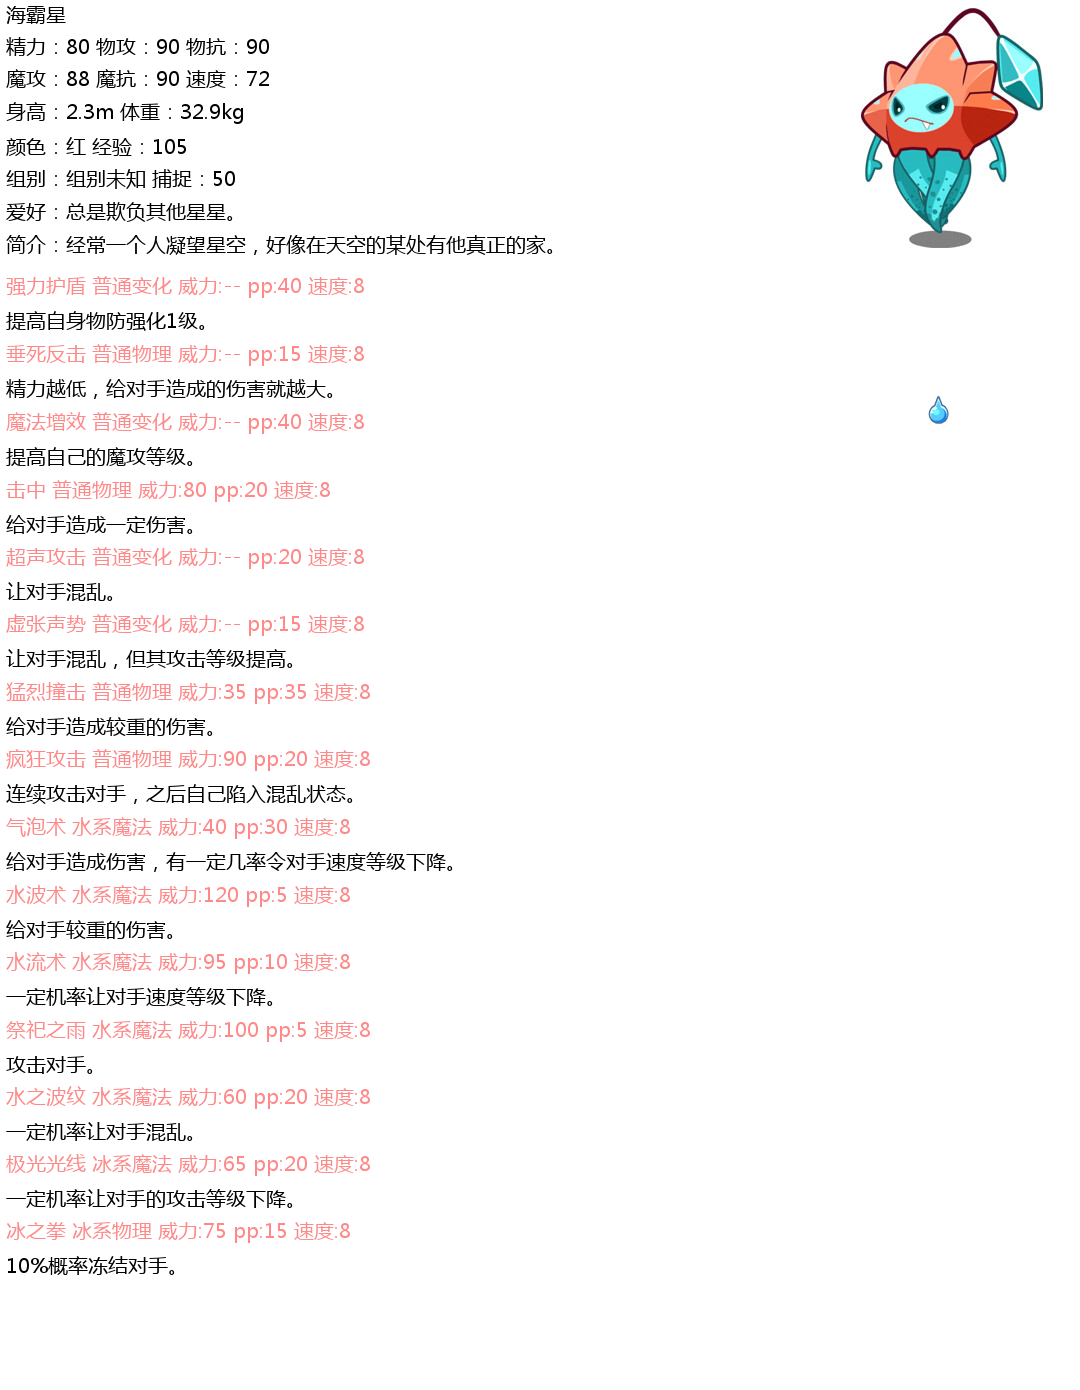 海霸星
精力：80 物攻：90 物抗：90
魔攻：88 魔抗：90 速度：72
身高：2.3m 体重：32.9kg
颜色：红 经验：105
组别：组别未知 捕捉：50
爱好：总是欺负其他星星。
简介：经常一个人凝望星空，好像在天空的某处有他真正的家。
强力护盾 普通变化 威力:-- pp:40 速度:8
提高自身物防强化1级。
垂死反击 普通物理 威力:-- pp:15 速度:8
精力越低，给对手造成的伤害就越大。
魔法增效 普通变化 威力:-- pp:40 速度:8
提高自己的魔攻等级。
击中 普通物理 威力:80 pp:20 速度:8
给对手造成一定伤害。
超声攻击 普通变化 威力:-- pp:20 速度:8
让对手混乱。
虚张声势 普通变化 威力:-- pp:15 速度:8
让对手混乱，但其攻击等级提高。
猛烈撞击 普通物理 威力:35 pp:35 速度:8
给对手造成较重的伤害。
疯狂攻击 普通物理 威力:90 pp:20 速度:8
连续攻击对手，之后自己陷入混乱状态。
气泡术 水系魔法 威力:40 pp:30 速度:8
给对手造成伤害，有一定几率令对手速度等级下降。
水波术 水系魔法 威力:120 pp:5 速度:8
给对手较重的伤害。
水流术 水系魔法 威力:95 pp:10 速度:8
一定机率让对手速度等级下降。
祭祀之雨 水系魔法 威力:100 pp:5 速度:8
攻击对手。
水之波纹 水系魔法 威力:60 pp:20 速度:8
一定机率让对手混乱。
极光光线 冰系魔法 威力:65 pp:20 速度:8
一定机率让对手的攻击等级下降。
冰之拳 冰系物理 威力:75 pp:15 速度:8
10%概率冻结对手。